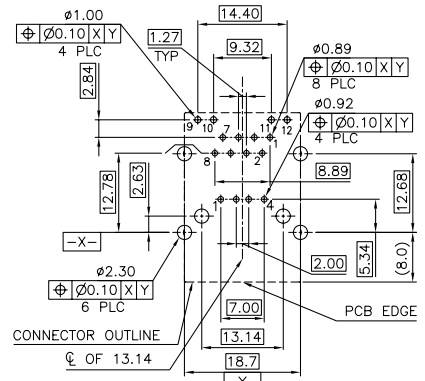 ø1.00
⌖ Ø0.10 X Y
4 PLC
14.40
1.27
TYP
9.32
ø0.89
⌖ Ø0.10 X Y
8 PLC
2.84
ø0.92
⌖ Ø0.10 X Y
4 PLC
9 10 11 12
7 1
8 2
8.89
12.78
2.63
12.68
1 4
-X-
5.34
(8.0)
ø2.30
⌖ Ø0.10 X Y
6 PLC
2.00
7.00
PCB EDGE
CONNECTOR OUTLINE
13.14
℄ OF 13.14
18.7